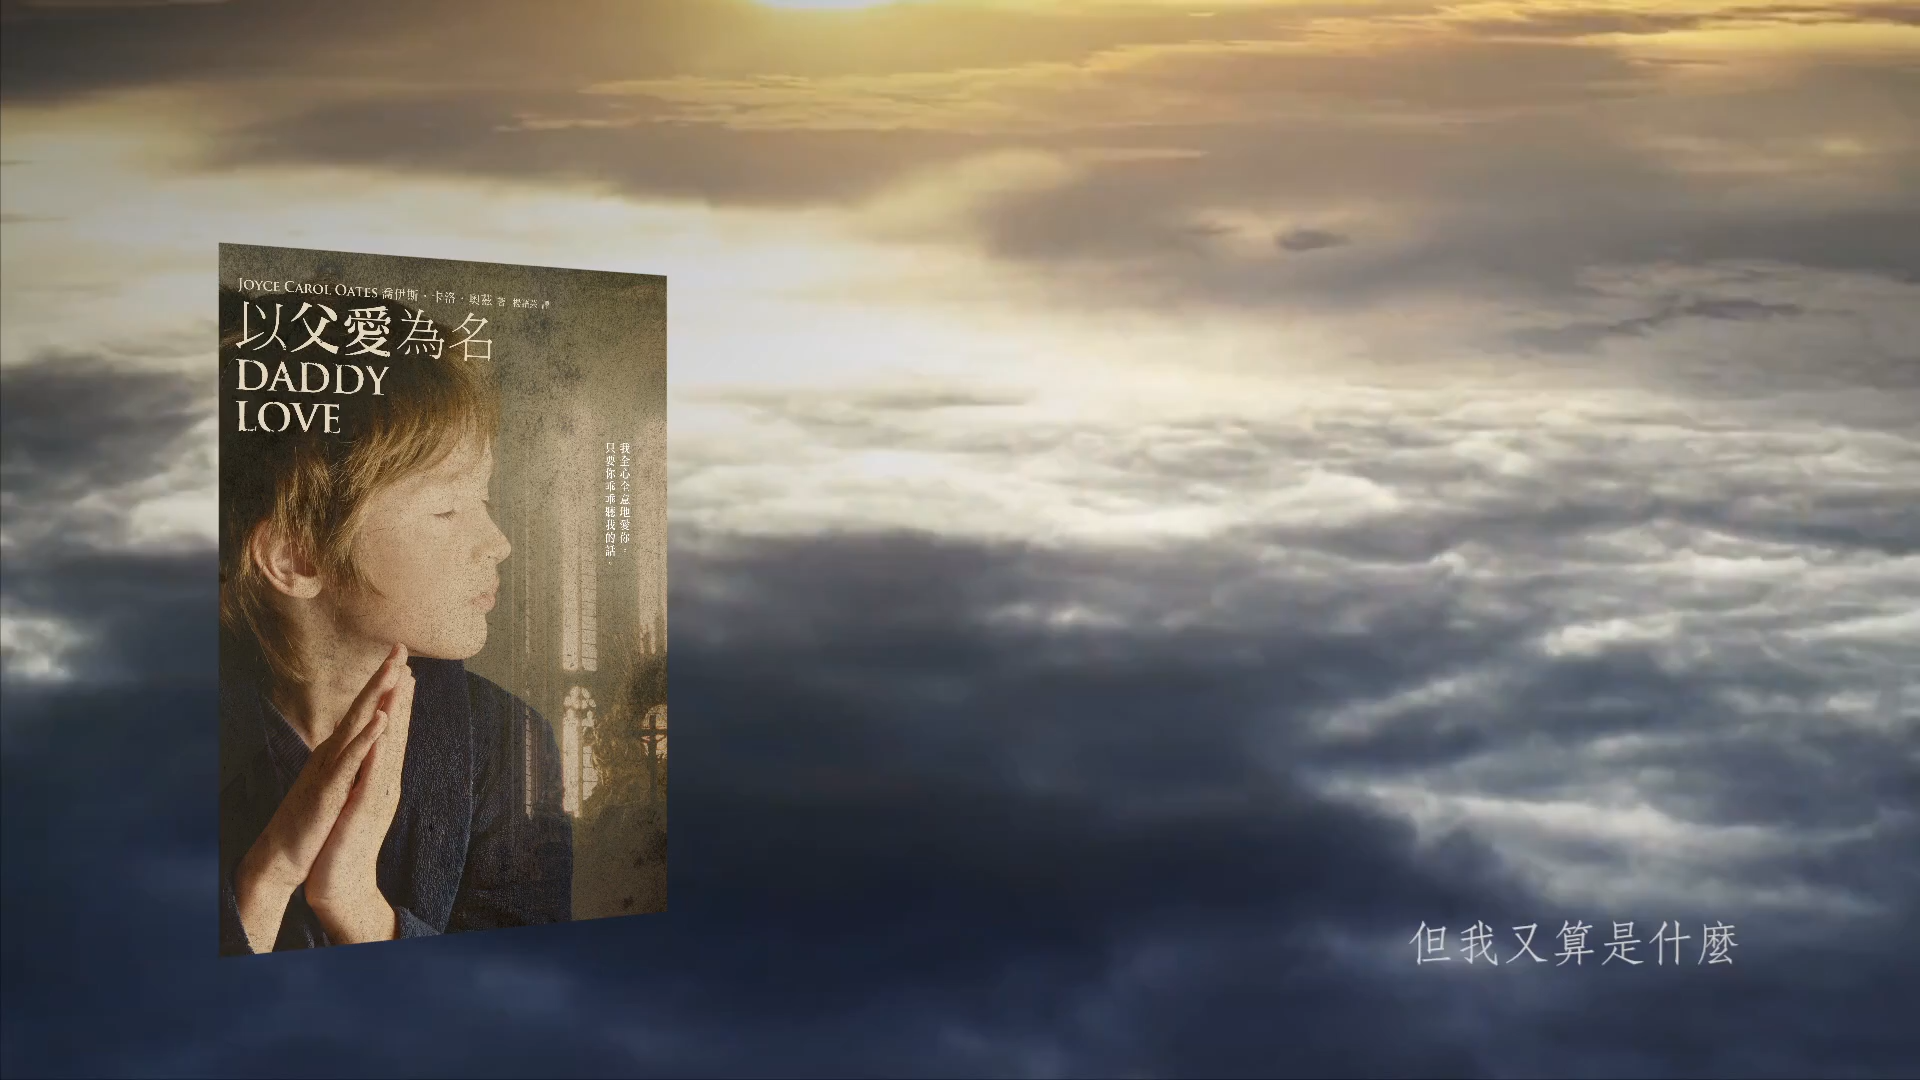 JOYCE CAROL OATES 喬伊斯・卡洛・奧茲 著 譯
以父愛為名
DADDY
LOVE
我全心全意地愛你，
只要你乖乖聽我的話。
但我又算是什麼